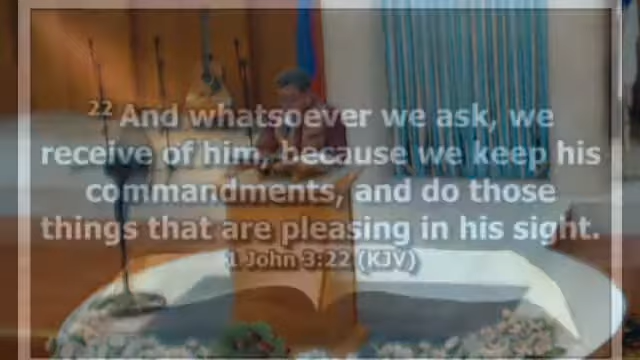 22 And whatsoever we ask, we
receive of him, because we keep his
commandments, and do those
things that are pleasing in his sight.
1 John 3:22 (KJV)